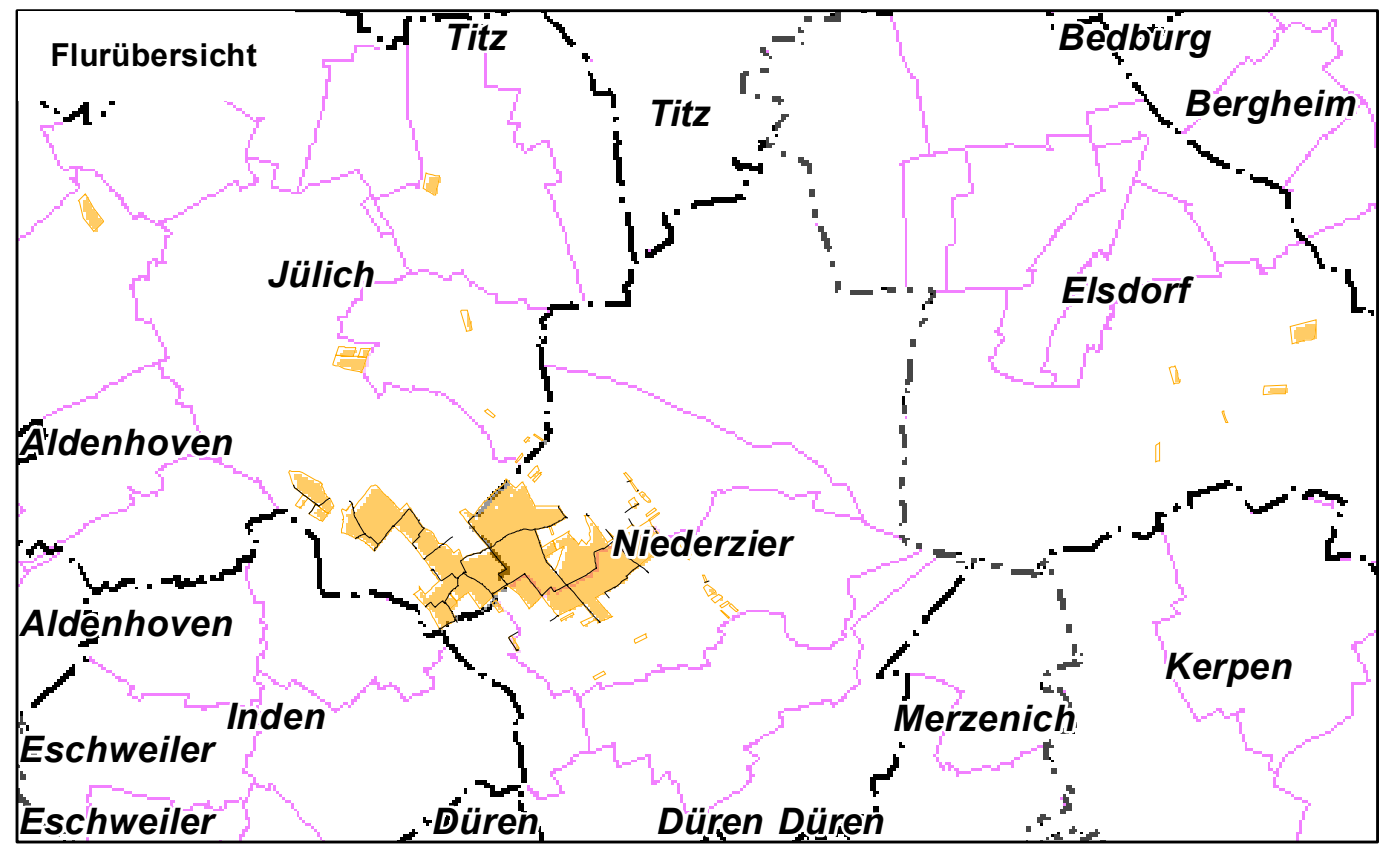 Titz
Bedburg
Flurübersicht
Titz
Bergheim
Jülich
Elsdorf
Aldenhoven
Niederzier
Aldenhoven
Kerpen
Inden
Merzenich
Eschweiler
Eschweiler
Düren
Düren
Düren